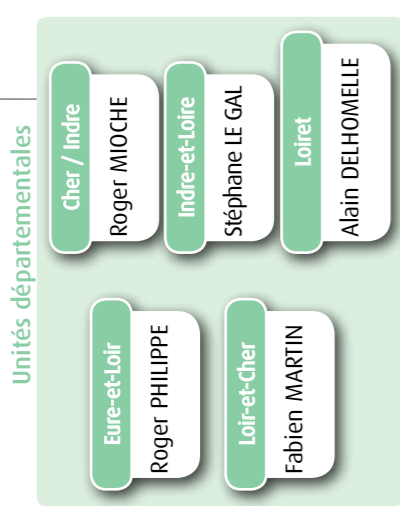 Unités départementales
Eure-et-Loir
Roger PHILIPPE
Loir-et-Cher
Fabien MARTIN
Cher / Indre
Roger MIOCHE
Indre-et-Loire
Stéphane LE GAL
Loiret
Alain DELHOMELLE